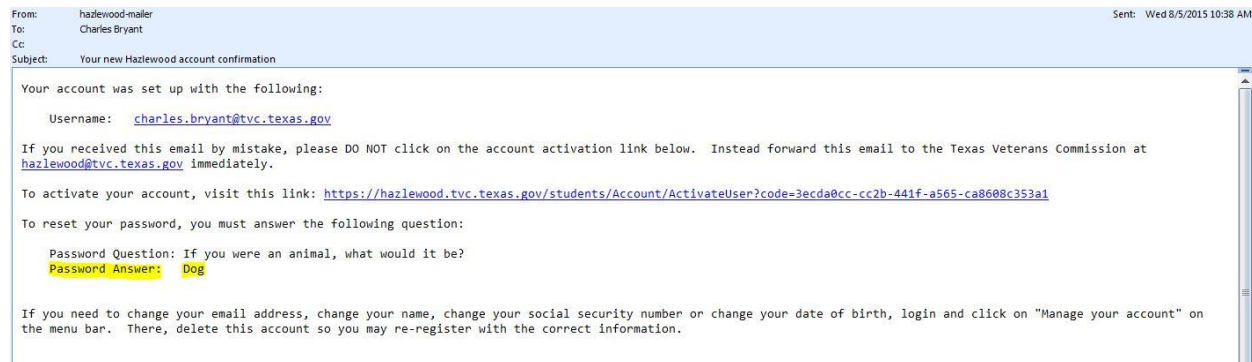 From: hazlewood-mailer Sent: Wed 8/5/2015 10:38 AM
To: Charles Bryant
Cc:
Subject: Your new Hazlewood account confirmation
Your account was set up with the following:
Username: charles.bryant@tvc.texas.gov
If you received this email by mistake, please DO NOT click on the account activation link below. Instead forward this email to the Texas Veterans Commission at
hazlewood@tvc.texas.gov immediately.
To activate your account, visit this link: https://hazlewood.tvc.texas.gov/students/Account/ActivateUser?code=3ecda0cc-cc2b-441f-a565-ca8608c353a1
To reset your password, you must answer the following question:
Password Question: If you were an animal, what would it be?
Password Answer: Dog
If you need to change your email address, change your name, change your social security number or change your date of birth, login and click on "Manage your account" on
the menu bar. There, delete this account so you may re-register with the correct information.